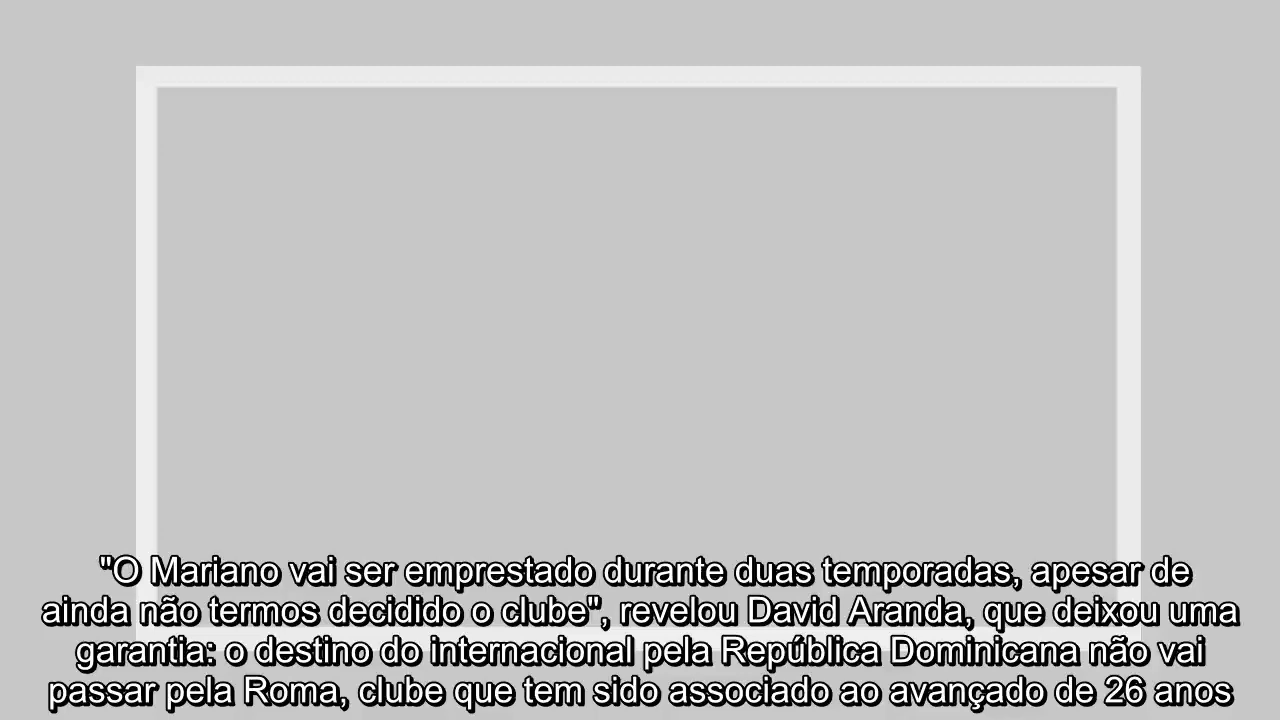 "O Mariano vai ser emprestado durante duas temporadas, apesar de
ainda não termos decidido o clube", revelou David Aranda, que deixou uma
garantia: o destino do internacional pela República Dominicana não vai
passar pela Roma, clube que tem sido associado ao avançado de 26 anos